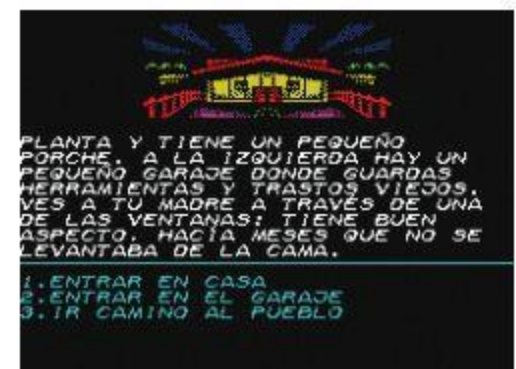 PLANTA Y TIENE UN PEQUEÑO
PORCHE. A LA IZQUIERDA HAY UN
PEQUEÑO GARAJE DONDE GUARDAS
HERRAMIENTAS Y TRASTOS VIEJOS.
VES A TU MADRE A TRAVÉS DE UNA
DE LAS VENTANAS: TIENE BUEN
ASPECTO. HACÍA MESES QUE NO SE
LEVANTABA DE LA CAMA.
1.ENTRAR EN CASA
2.ENTRAR EN EL GARAJE
3.IR CAMINO AL PUEBLO